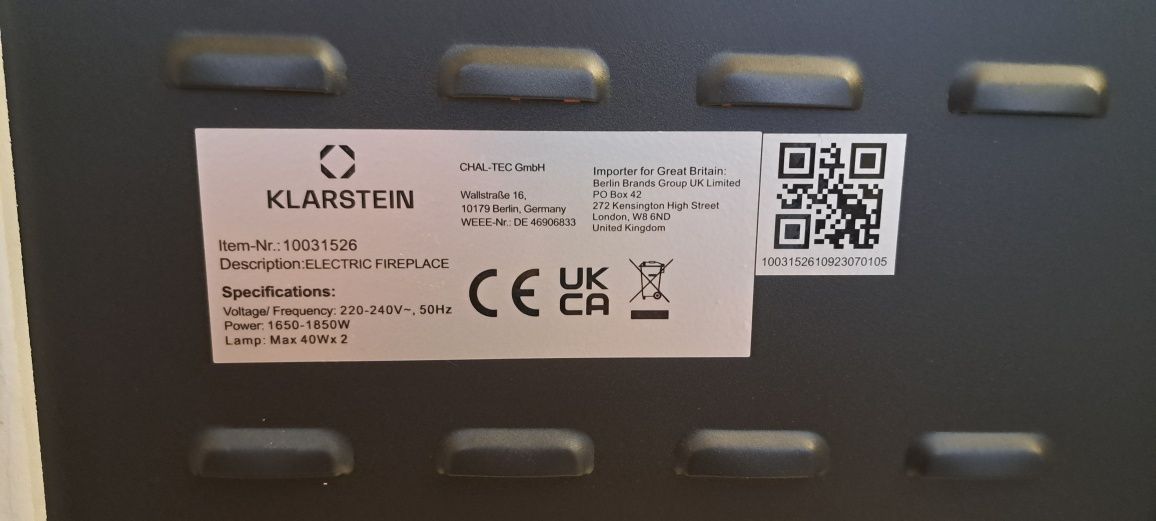 KLARSTEIN
Item-Nr.: 10031526
Description:ELECTRIC FIREPLACE
Specifications:
Voltage/ Frequency: 220-240V~, 50Hz
Power: 1650-1850W
Lamp: Max 40Wx 2
CHAL-TEC GmbH
Wallstraße 16,
10179 Berlin, Germany
WEEE-Nr.: DE 46906833
Importer for Great Britain:
Berlin Brands Group UK Limited
PO Box 42
272 Kensington High Street
London, W8 6ND
United Kingdom
CE
UK
CA
1003152610923070105